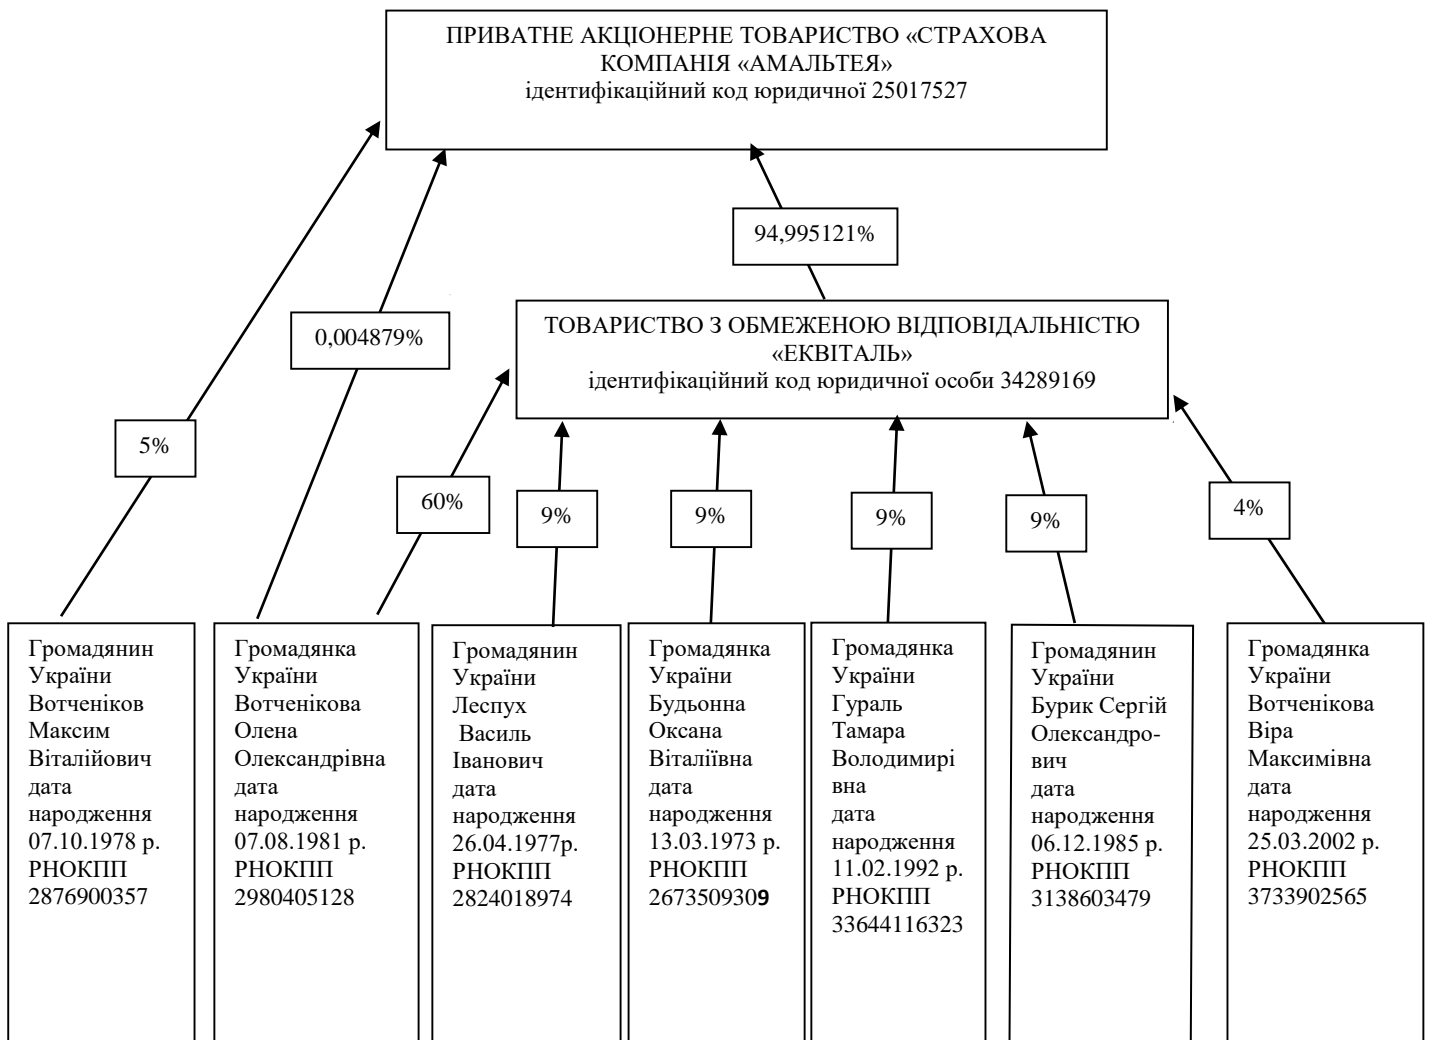 ПРИВАТНЕ АКЦІОНЕРНЕ ТОВАРИСТВО «СТРАХОВА
КОМПАНІЯ «АМАЛЬТЕЯ»
ідентифікаційний код юридичної 25017527
94,995121%
0,004879%
ТОВАРИСТВО З ОБМЕЖЕНОЮ ВІДПОВІДАЛЬНІСТЮ
«ЕКВІТАЛЬ»
ідентифікаційний код юридичної особи 34289169
5%
60%
9%
9%
9%
9%
4%
Громадянин
України
Вотченіков
Максим
Віталійович
дата
народження
07.10.1978 р.
РНОКПП
2876900357
Громадянка
України
Вотченікова
Олена
Олександрівна
дата
народження
07.08.1981 р.
РНОКПП
2980405128
Громадянин
України
Леспух
Василь
Іванович
дата
народження
26.04.1977р.
РНОКПП
2824018974
Громадянка
України
Будьонна
Оксана
Віталіївна
дата
народження
13.03.1973 р.
РНОКПП
2673509309
Громадянка
України
Гураль
Тамара
Володимирі
вна
дата
народження
11.02.1992 р.
РНОКПП
33644116323
Громадянин
України
Бурик Сергій
Олександро-
вич
дата
народження
06.12.1985 р.
РНОКПП
3138603479
Громадянка
України
Вотченікова
Віра
Максимівна
дата
народження
25.03.2002 р.
РНОКПП
3733902565